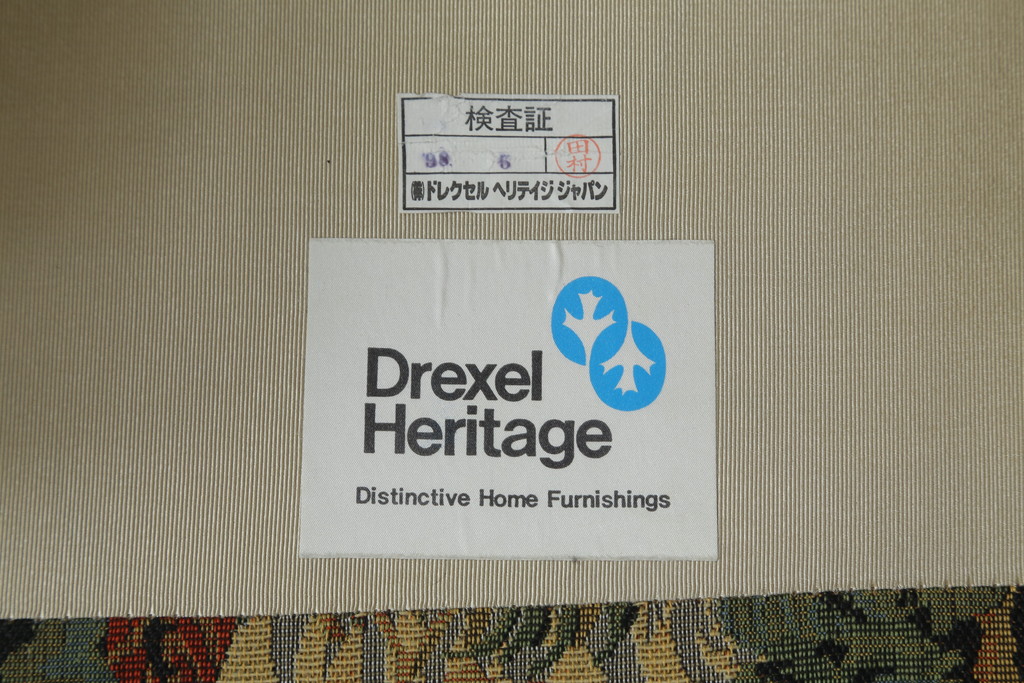 検査証
98. 6
田村
㈱ドレクセル ヘリテイジ ジャパン
Drexel
Heritage
Distinctive Home Furnishings